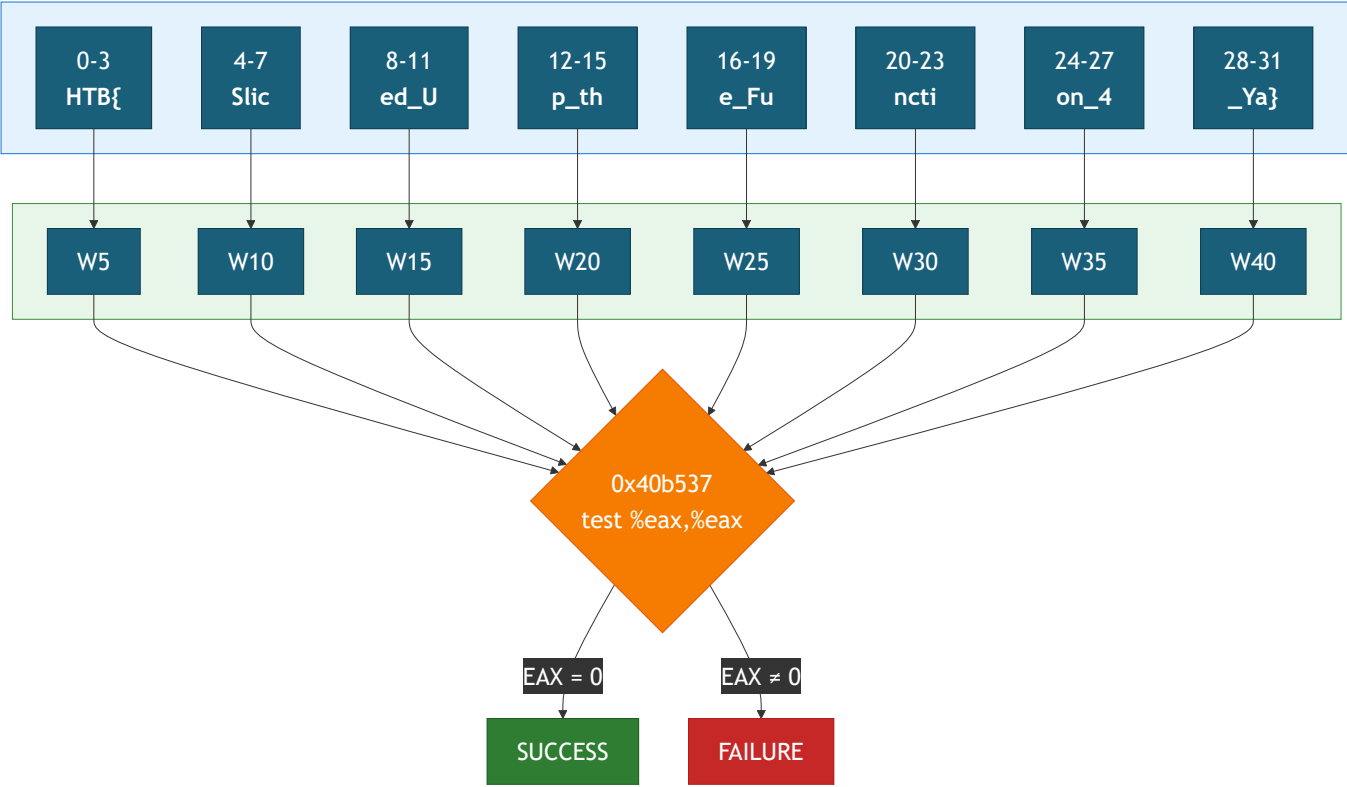 0-3
HTB{
4-7
Slic
8-11
ed_U
12-15
p_th
16-19
e_Fu
20-23
ncti
24-27
on_4
28-31
_Ya}
W5
W10
W15
W20
W25
W30
W35
W40
0x40b537
test %eax,%eax
EAX = 0
EAX ≠ 0
SUCCESS
FAILURE